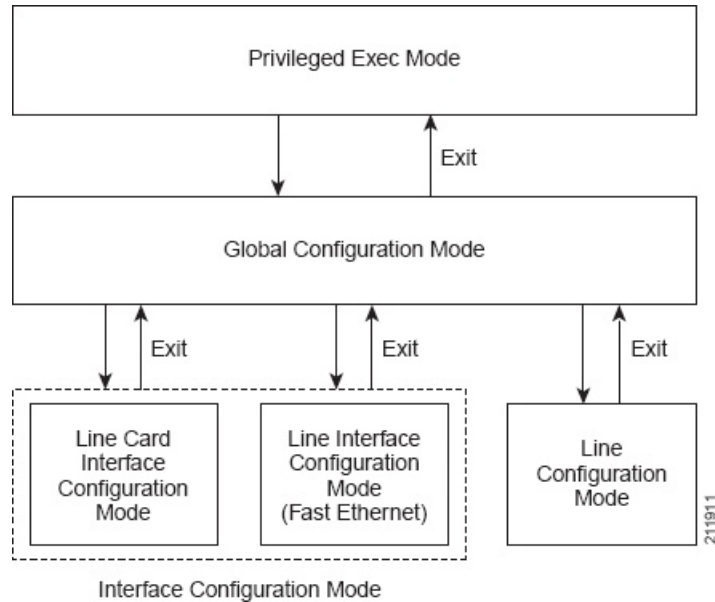 Privileged Exec Mode
Exit
Global Configuration Mode
Exit
Exit
Exit
Line Card
Interface
Configuration
Mode
Line Interface
Configuration
Mode
(Fast Ethernet)
Line
Configuration
Mode
211911
Interface Configuration Mode